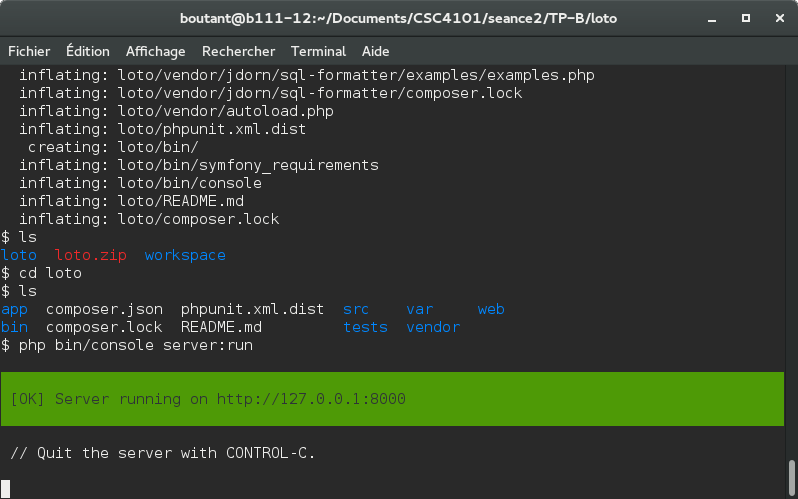 boutant@b111-12:~/Documents/CSC4101/seance2/TP-B/loto
Fichier Édition Affichage Rechercher Terminal Aide
inflating: loto/vendor/jdorn/sql-formatter/examples/examples.php
inflating: loto/vendor/jdorn/sql-formatter/composer.lock
inflating: loto/vendor/autoload.php
inflating: loto/phpunit.xml.dist
creating: loto/bin/
inflating: loto/bin/symfony_requirements
inflating: loto/bin/console
inflating: loto/README.md
inflating: loto/composer.lock
$ ls
loto loto.zip workspace
$ cd loto
$ ls
app composer.json phpunit.xml.dist src var web
bin composer.lock README.md tests vendor
$ php bin/console server:run
[OK] Server running on http://127.0.0.1:8000
// Quit the server with CONTROL-C.